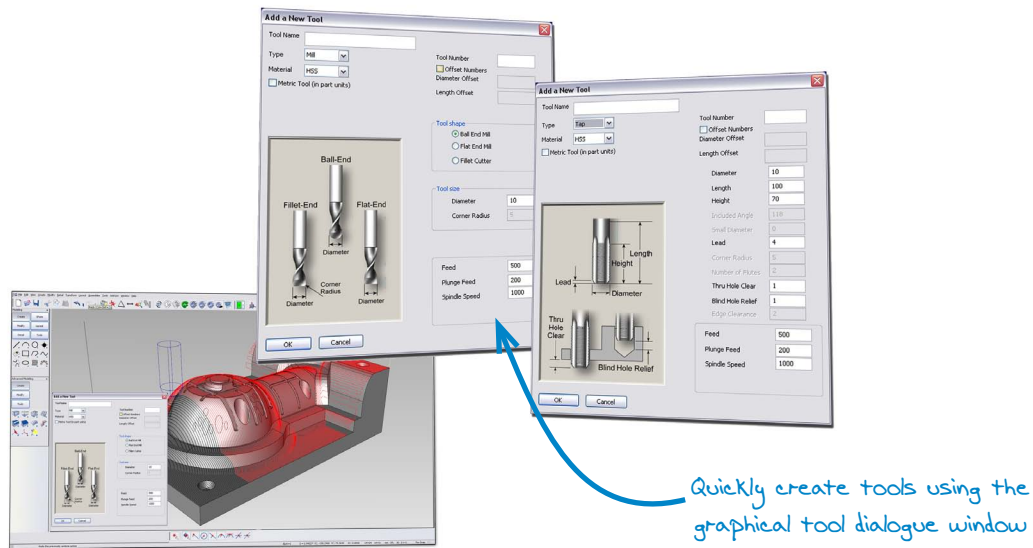 Add a New Tool
Tool Name
Type Mill
Material HSS
Metric Tool (in part units)
Tool Number
Offset Numbers
Diameter Offset
Length Offset
Tool shape
Ball End Mill
Flat End Mill
Fillet Cutter
Tool size
Diameter 10
Corner Radius 5
Feed 500
Plunge Feed 200
Spindle Speed 1000
Ball-End
Fillet-End
Flat-End
Diameter
Corner
Radius
Diameter
Diameter
OK Cancel
Add a New Tool
Tool Name
Type Tap
Material HSS
Metric Tool (in part units)
Tool Number
Offset Numbers
Diameter Offset
Length Offset
Diameter 10
Length 100
Height 70
Included Angle 118
Small Diameter 0
Lead 4
Corner Radius 5
Number of Flutes 2
Thru Hole Clear 1
Blind Hole Relief 1
Edge Clearance 2
Feed 500
Plunge Feed 200
Spindle Speed 1000
Length
Height
Lead
Diameter
Thru
Hole
Clear
Blind Hole Relief
OK Cancel
Add a New Tool
Quickly create tools using the
graphical tool dialogue window